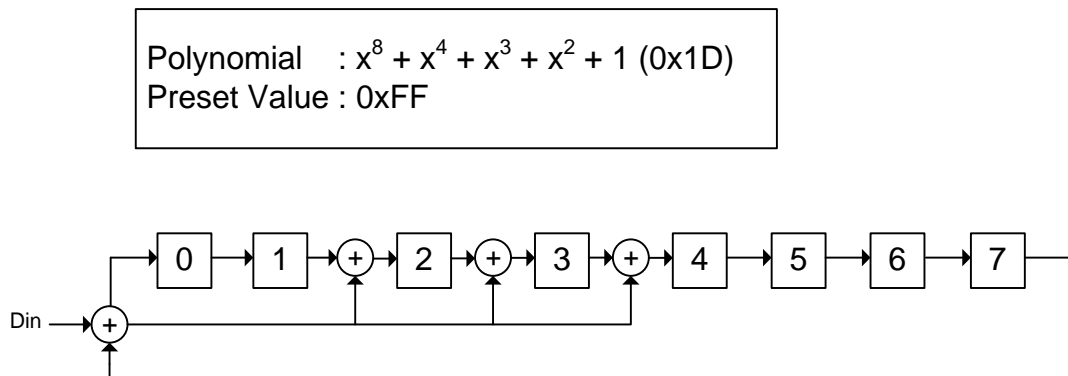 Polynomial : x⁸ + x⁴ + x³ + x² + 1 (0x1D)
Preset Value : 0xFF
0 1 + 2 + 3 + 4 5 6 7
Din +